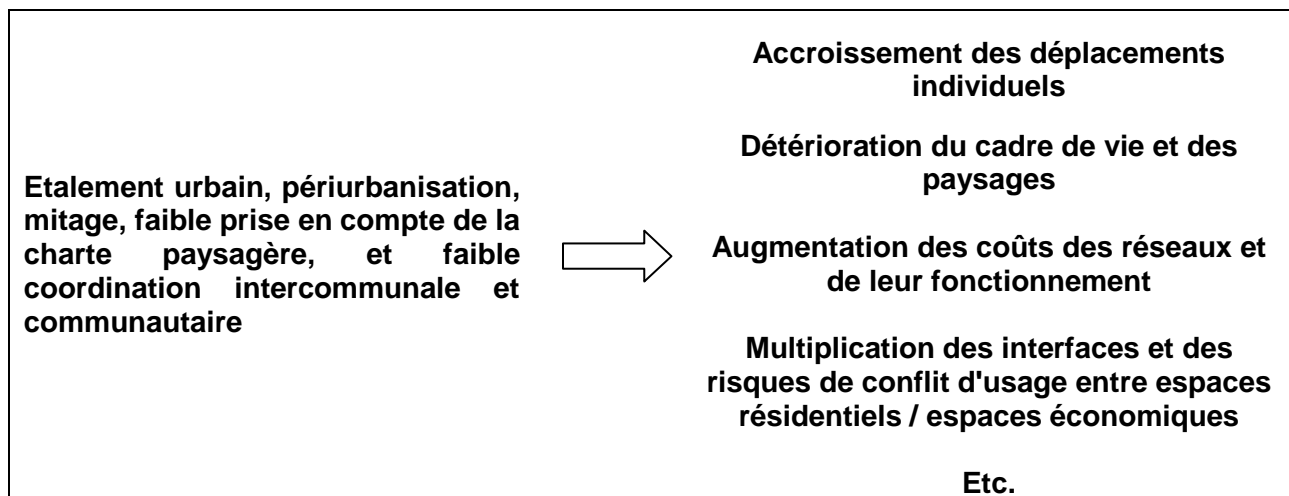 Etalement urbain, périurbanisation,
mitage, faible prise en compte de la
charte paysagère, et faible
coordination intercommunale et
communautaire
Accroissement des déplacements
individuels
Détérioration du cadre de vie et des
paysages
Augmentation des coûts des réseaux et
de leur fonctionnement
Multiplication des interfaces et des
risques de conflit d'usage entre espaces
résidentiels / espaces économiques
Etc.